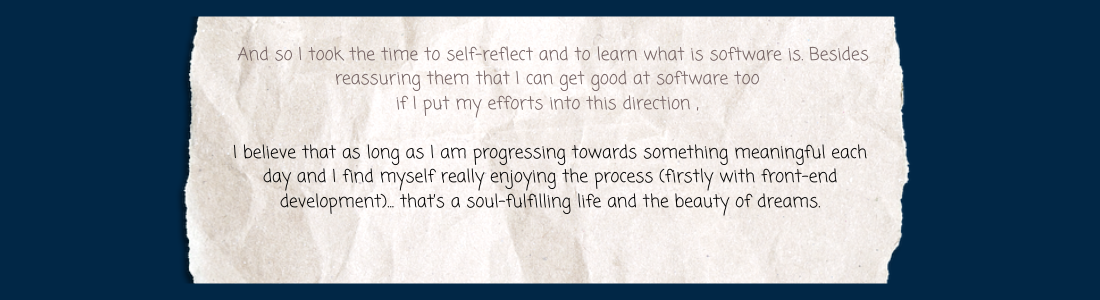 And so I took the time to self-reflect and to learn what is software is. Besides
reassuring them that I can get good at software too
if I put my efforts into this direction ,
I believe that as long as I am progressing towards something meaningful each
day and I find myself really enjoying the process (firstly with front-end
development)... that's a soul-fulfilling life and the beauty of dreams.